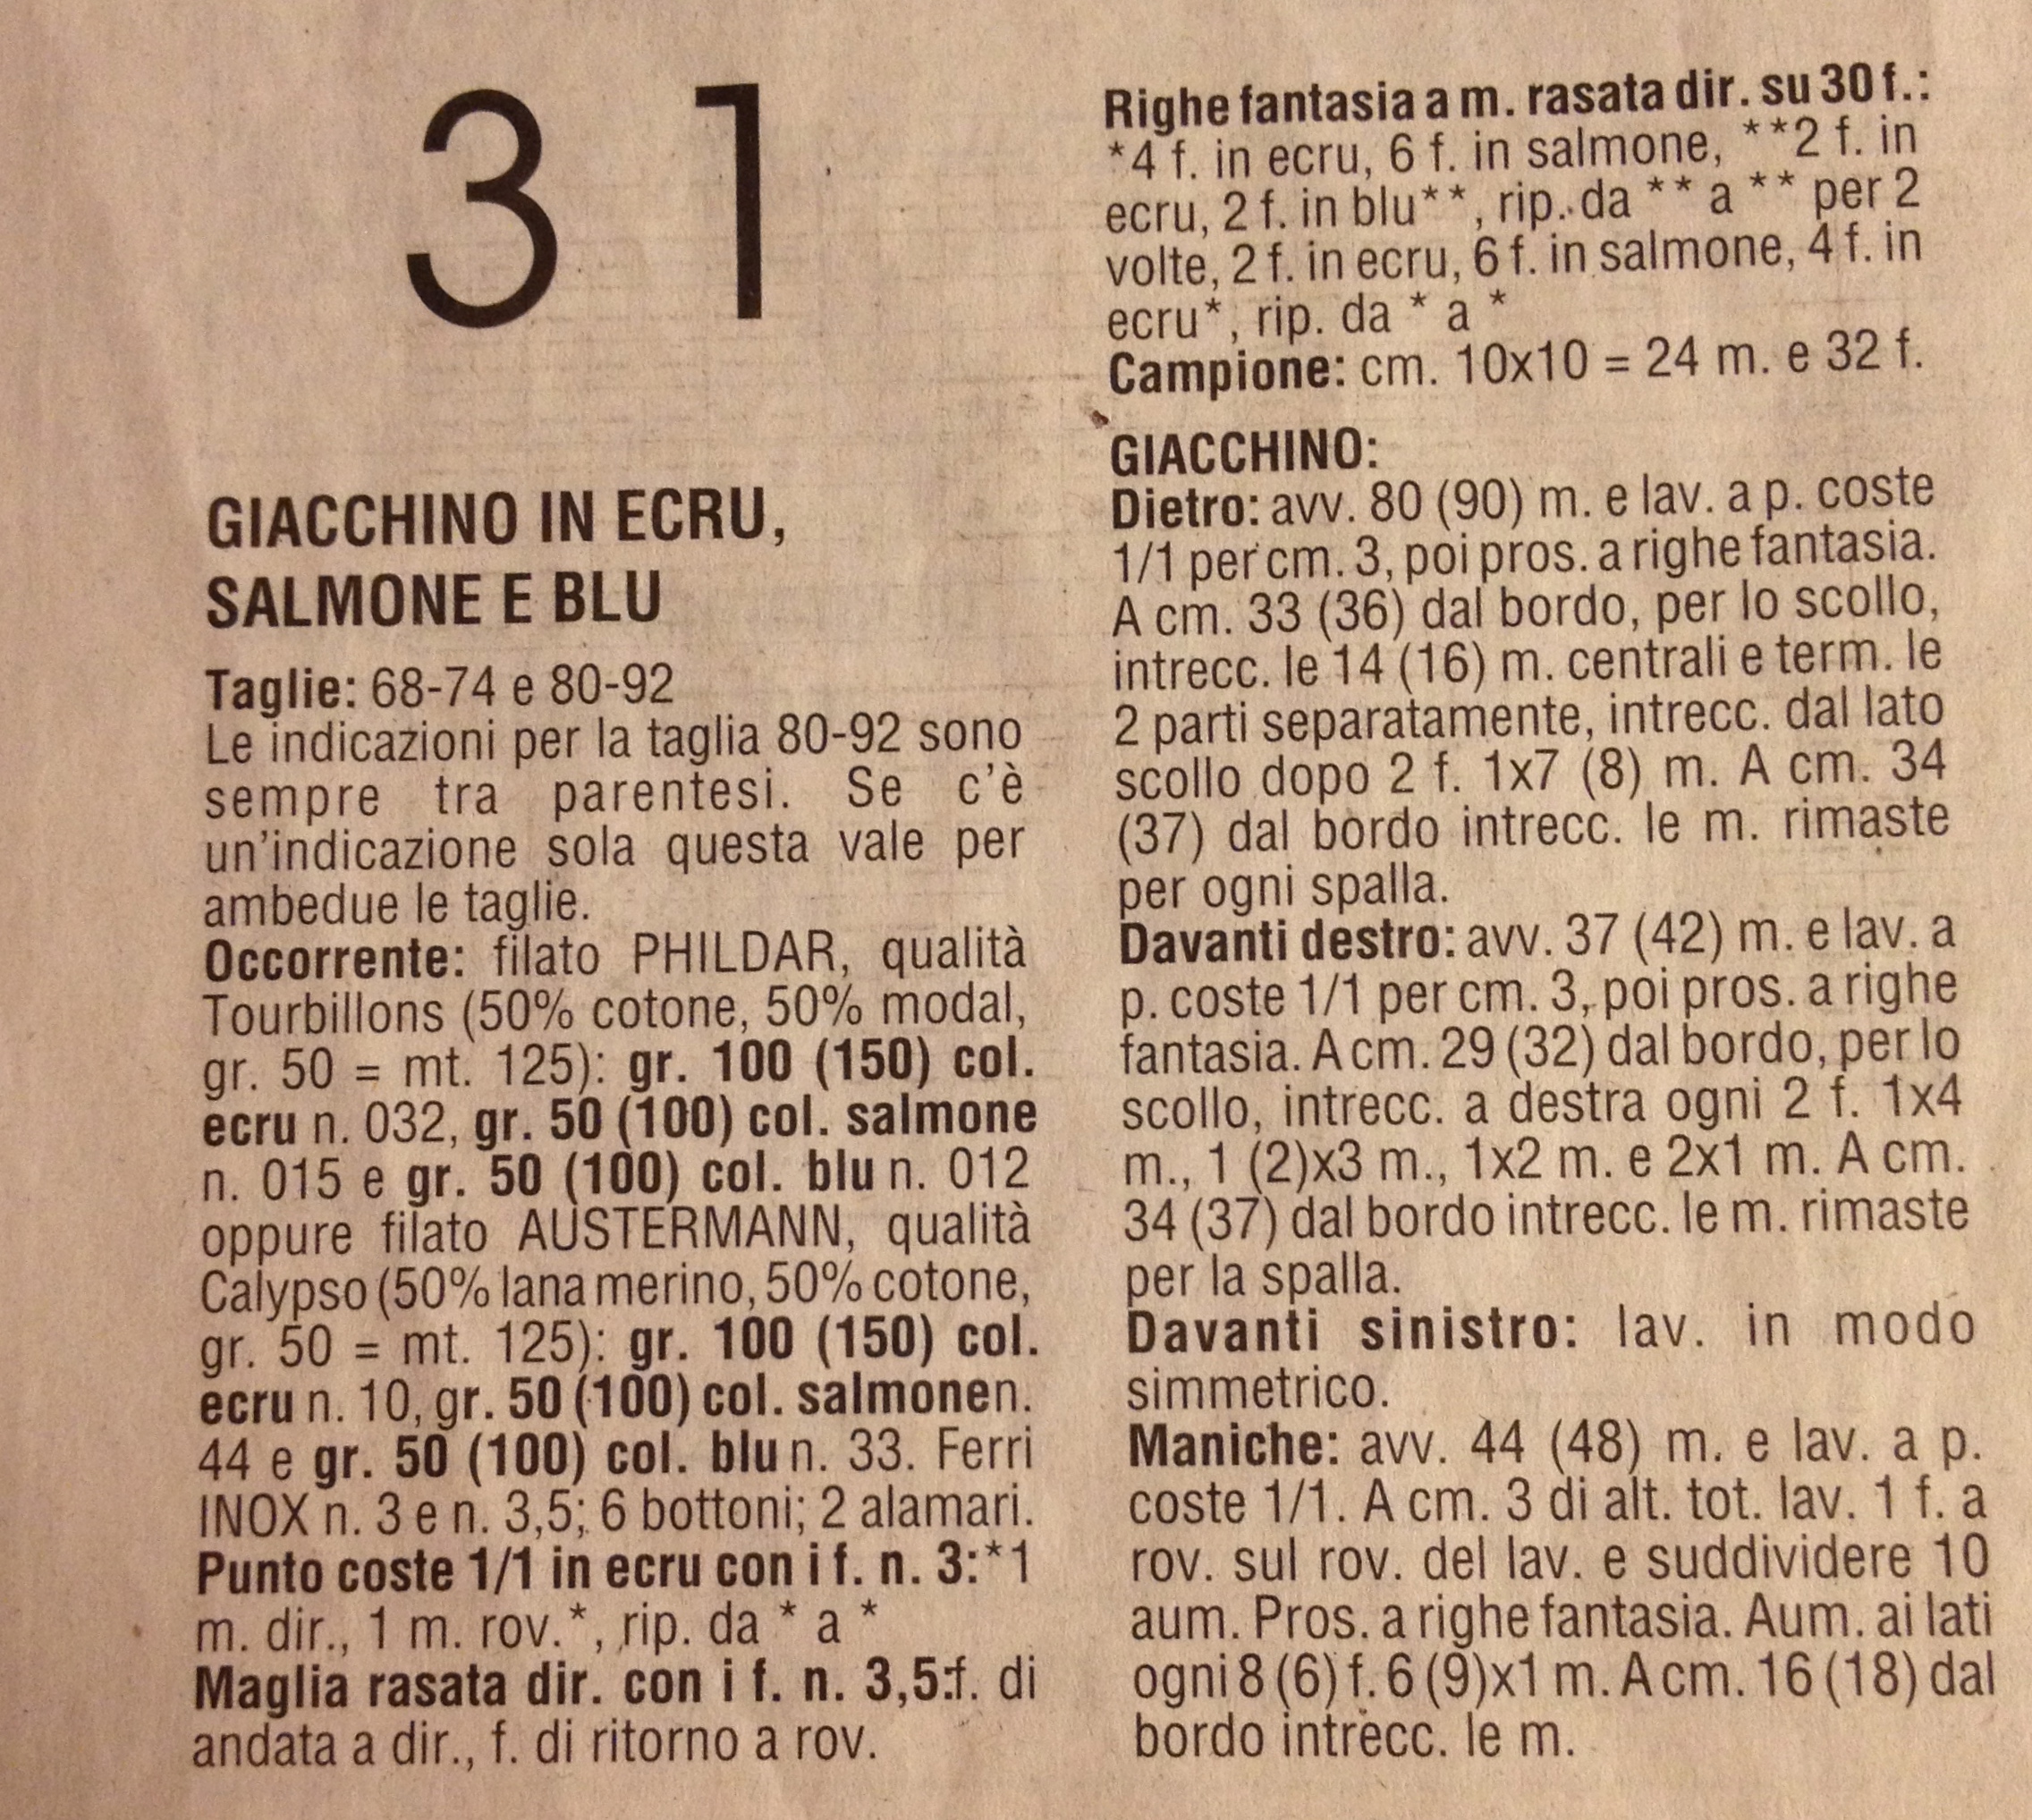 31
GIACCHINO IN ECRU,
SALMONE E BLU
Taglie: 68-74 e 80-92
Le indicazioni per la taglia 80-92 sono
sempre tra parentesi. Se c'è
un'indicazione sola questa vale per
ambedue le taglie.
Occorrente: filato PHILDAR, qualità
Tourbillons (50% cotone, 50% modal,
gr. 50 = mt. 125): gr. 100 (150) col.
ecru n. 032, gr. 50 (100) col. salmone
n. 015 e gr. 50 (100) col. blu n. 012
oppure filato AUSTERMANN, qualità
Calypso (50% lana merino, 50% cotone,
gr. 50 = mt. 125): gr. 100 (150) col.
ecru n. 10, gr. 50 (100) col. salmone n.
44 e gr. 50 (100) col. blu n. 33. Ferri
INOX n. 3 e n. 3,5; 6 bottoni; 2 alamari.
Punto coste 1/1 in ecru con i f. n. 3: *1
m. dir., 1 m. rov.*, rip. da * a *
Maglia rasata dir. con i f. n. 3,5: f. di
andata a dir., f. di ritorno a rov.
Righe fantasia a m. rasata dir. su 30 f.:
*4 f. in ecru, 6 f. in salmone, **2 f. in
ecru, 2 f. in blu**, rip. da ** a ** per 2
volte, 2 f. in ecru, 6 f. in salmone, 4 f. in
ecru*, rip. da * a *
Campione: cm. 10x10 = 24 m. e 32 f.
GIACCHINO:
Dietro: avv. 80 (90) m. e lav. a p. coste
1/1 per cm. 3, poi pros. a righe fantasia.
A cm. 33 (36) dal bordo, per lo scollo,
intrecc. le 14 (16) m. centrali e term. le
2 parti separatamente, intrecc. dal lato
scollo dopo 2 f. 1x7 (8) m. A cm. 34
(37) dal bordo intrecc. le m. rimaste
per ogni spalla.
Davanti destro: avv. 37 (42) m. e lav. a
p. coste 1/1 per cm. 3, poi pros. a righe
fantasia. A cm. 29 (32) dal bordo, per lo
scollo, intrecc. a destra ogni 2 f. 1x4
m., 1 (2)x3 m., 1x2 m. e 2x1 m. A cm.
34 (37) dal bordo intrecc. le m. rimaste
per la spalla.
Davanti sinistro: lav. in modo
simmetrico.
Maniche: avv. 44 (48) m. e lav. a p.
coste 1/1. A cm. 3 di alt. tot. lav. 1 f. a
rov. sul rov. del lav. e suddividere 10
aum. Pros. a righe fantasia. Aum. ai lati
ogni 8 (6) f. 6 (9)x1 m. A cm. 16 (18) dal
bordo intrecc. le m.